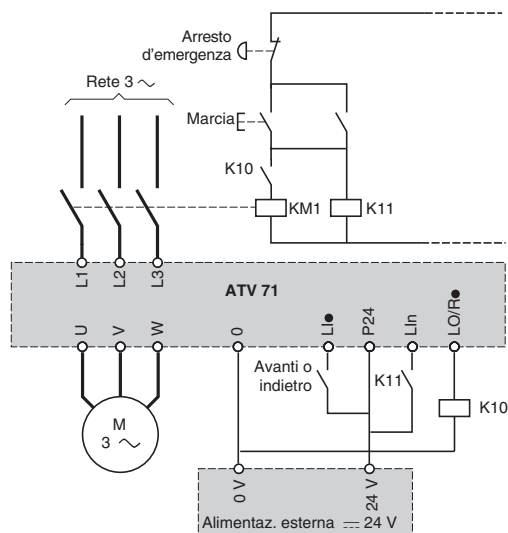 Arresto
d'emergenza
Rete 3 ~
Marcia
K10
KM1
K11
L1
L2
L3
ATV 71
U
V
W
0
LI●
P24
LIn
LO/R●
Avanti o
indietro
K11
K10
M
3 ~
0 V
24 V
Alimentaz. esterna ⎓ 24 V